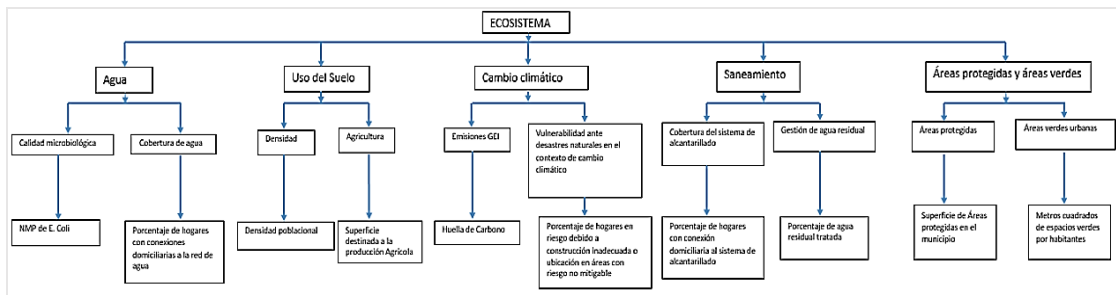 ECOSISTEMA
Agua
Uso del Suelo
Cambio climático
Saneamiento
Áreas protegidas y áreas verdes
Calidad microbiológica
Cobertura de agua
Densidad
Agricultura
Emisiones GEI
Vulnerabilidad ante
desastres naturales en el
contexto de cambio
climático
Cobertura del sistema de
alcantarillado
Gestión de agua residual
Áreas protegidas
Áreas verdes urbanas
NMP de E. Coli
Porcentaje de hogares
con conexiones
domiciliarias a la red de
agua
Densidad poblacional
Superficie
destinada a la
producción Agrícola
Huella de Carbono
Porcentaje de hogares en
riesgo debido a
construcción inadecuada o
ubicación en áreas con
riesgo no mitigable
Porcentaje de hogares
con conexión
domiciliaria al sistema de
alcantarillado
Porcentaje de agua
residual tratada
Superficie de Áreas
protegidas en el
municipio
Metros cuadrados
de espacios verdes
por habitantes